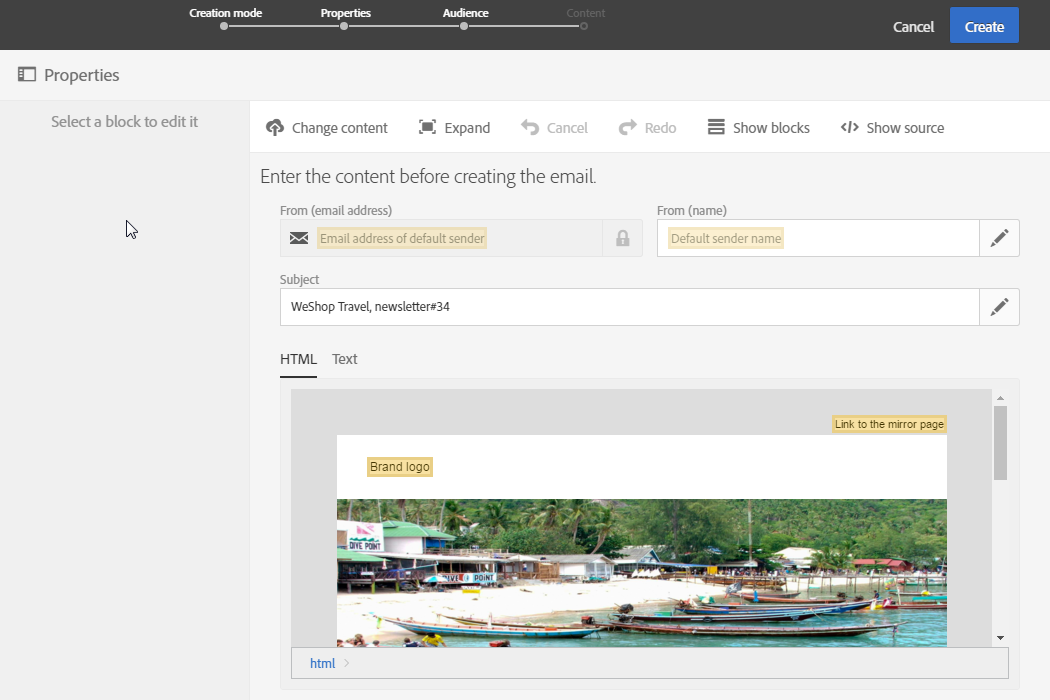 Creation mode
Properties
Audience
Content
Cancel
Create
Properties
Select a block to edit it
Change content
Expand
Cancel
Redo
Show blocks
Show source
Enter the content before creating the email.
From (email address)
From (name)
Email address of default sender
Default sender name
Subject
WeShop Travel, newsletter#34
HTML
Text
Link to the mirror page
Brand logo
DIVE POINT
DIVE POINT
html